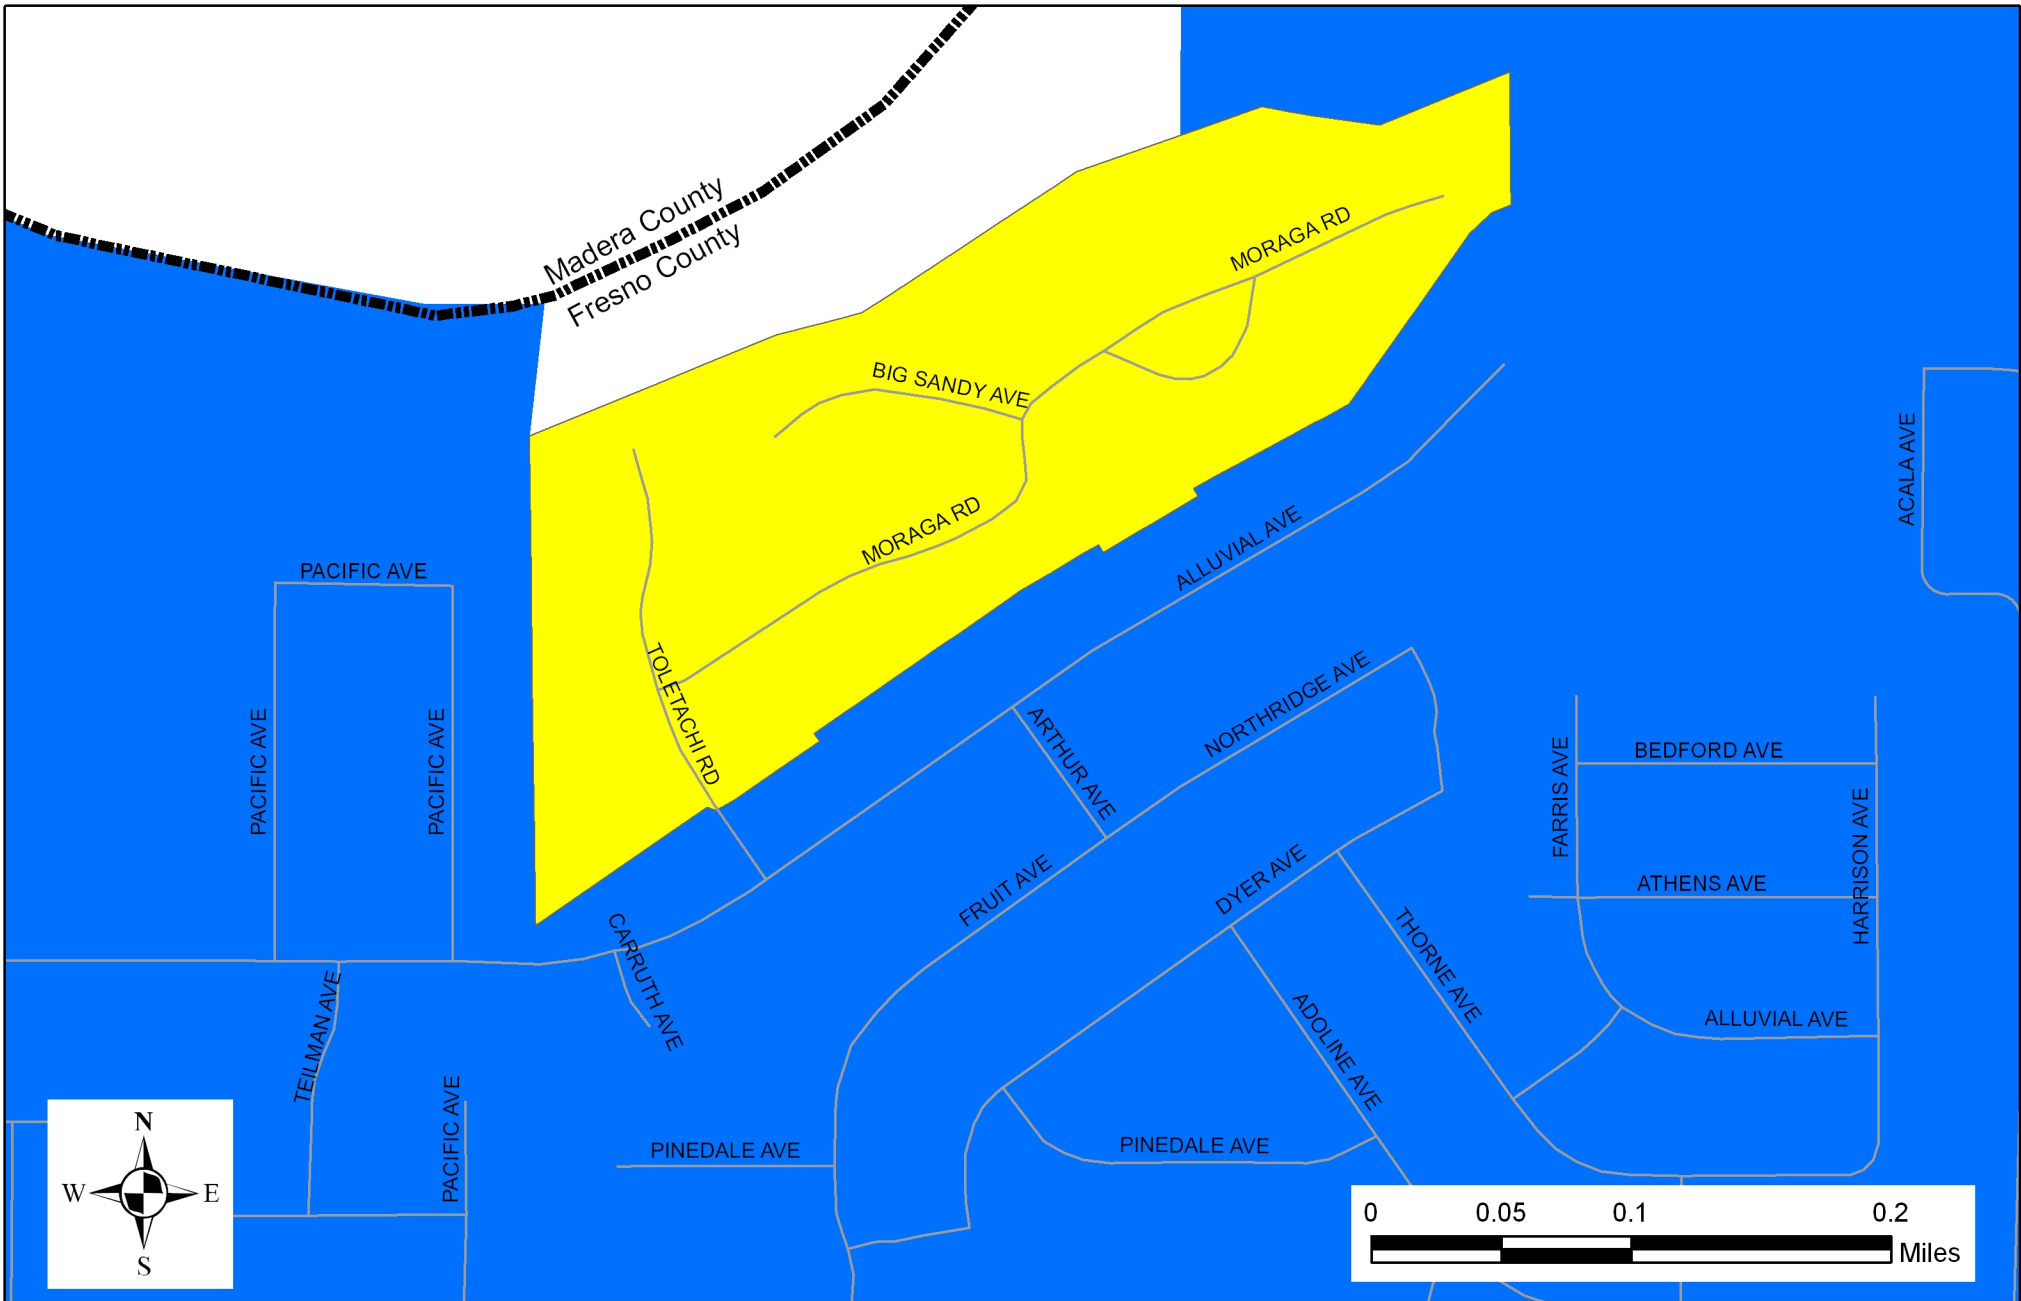 Madera County
Fresno County
MORAGA RD
BIG SANDY AVE
MORAGA RD
ACALA AVE
ALLUVIAL AVE
PACIFIC AVE
TOLETACHI RD
NORTHRIDGE AVE
PACIFIC AVE
PACIFIC AVE
ARTHUR AVE
FARRIS AVE
BEDFORD AVE
HARRISON AVE
FRUIT AVE
DYER AVE
ATHENS AVE
CARRUTH AVE
THORNE AVE
TEILMAN AVE
ADOLINE AVE
ALLUVIAL AVE
PACIFIC AVE
PINEDALE AVE
PINEDALE AVE
N
W E
S
0 0.05 0.1 0.2
Miles